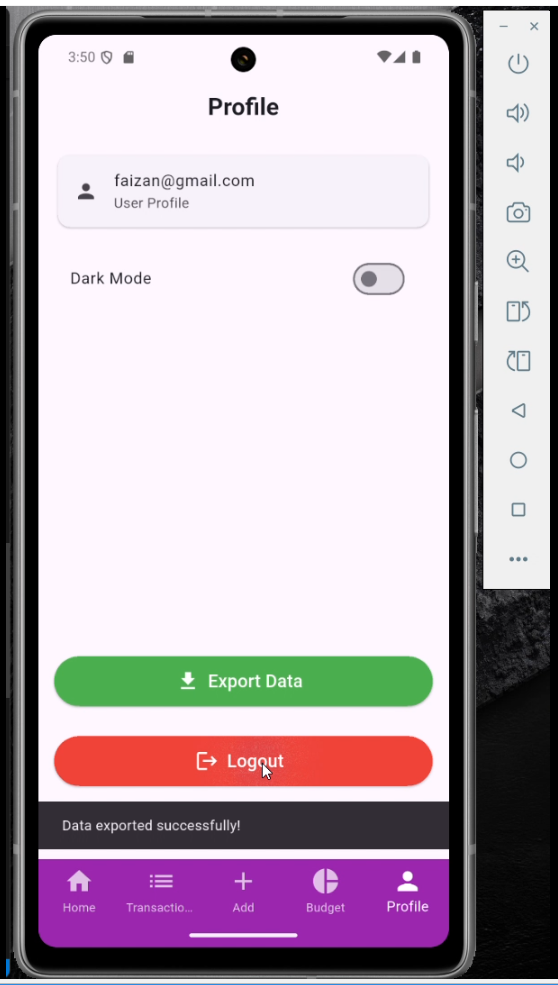 3:50
Profile
faizan@gmail.com
User Profile
Dark Mode
Export Data
Logout
Data exported successfully!
Home
Transactio...
Add
Budget
Profile